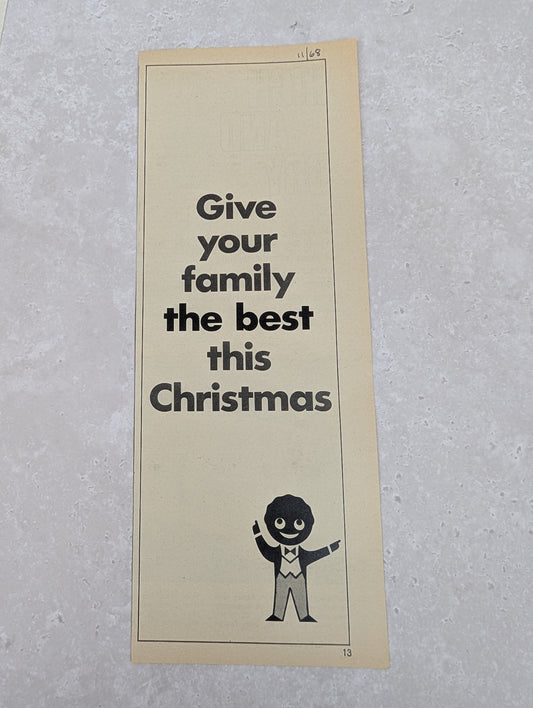 11/68
Give
your
family
the best
this
Christmas
13